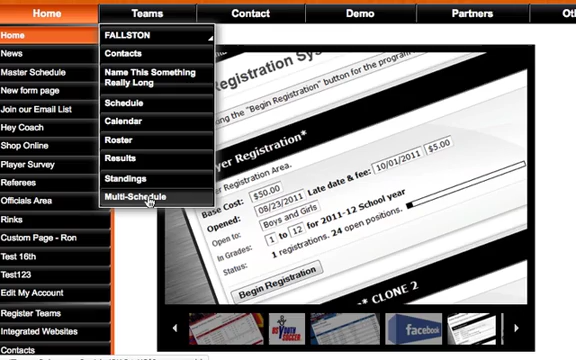 Home Teams Contact Demo Partners
Home
News
Master Schedule
New form page
Join our Email List
Hey Coach
Shop Online
Player Survey
Referees
Officials Area
Rinks
Custom Page - Ron
Test 16th
Test123
Edit My Account
Register Teams
Integrated Websites
Contacts
FALLSTON
Contacts
Name This Something
Really Long
Schedule
Calendar
Roster
Results
Standings
Multi-Schedule
the "Begin Registration" button for the program
Registration*
Registration Area.
Base Cost: $50.00 Late date & fee: 10/01/2011 $5.00
Opened: 08/23/2011
Open to: Boys and Girls
In Grades: 1 to 12 for 2011-12 School year
Status: 1 registrations. 24 open positions.
Begin Registration
CLONE 2
US YOUTH
SOCCER
facebook